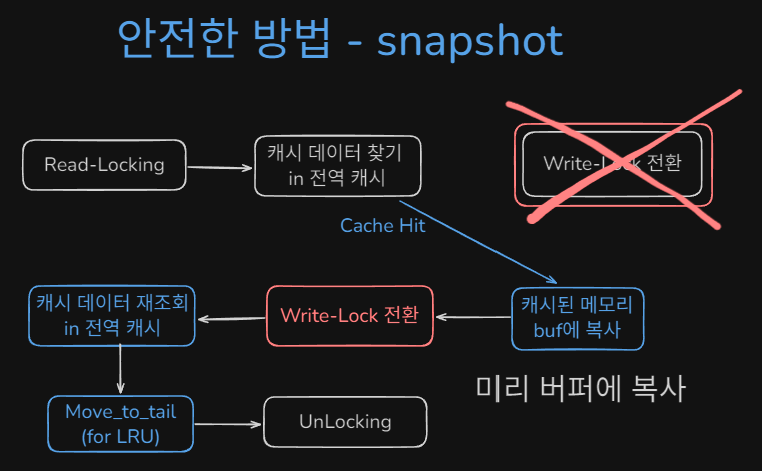 안전한 방법 - snapshot
Read-Locking
캐시 데이터 찾기
in 전역 캐시
Write-Lock 전환
Cache Hit
캐시된 메모리
buf에 복사
Write-Lock 전환
캐시 데이터 재조회
in 전역 캐시
미리 버퍼에 복사
Move_to_tail
(for LRU)
UnLocking